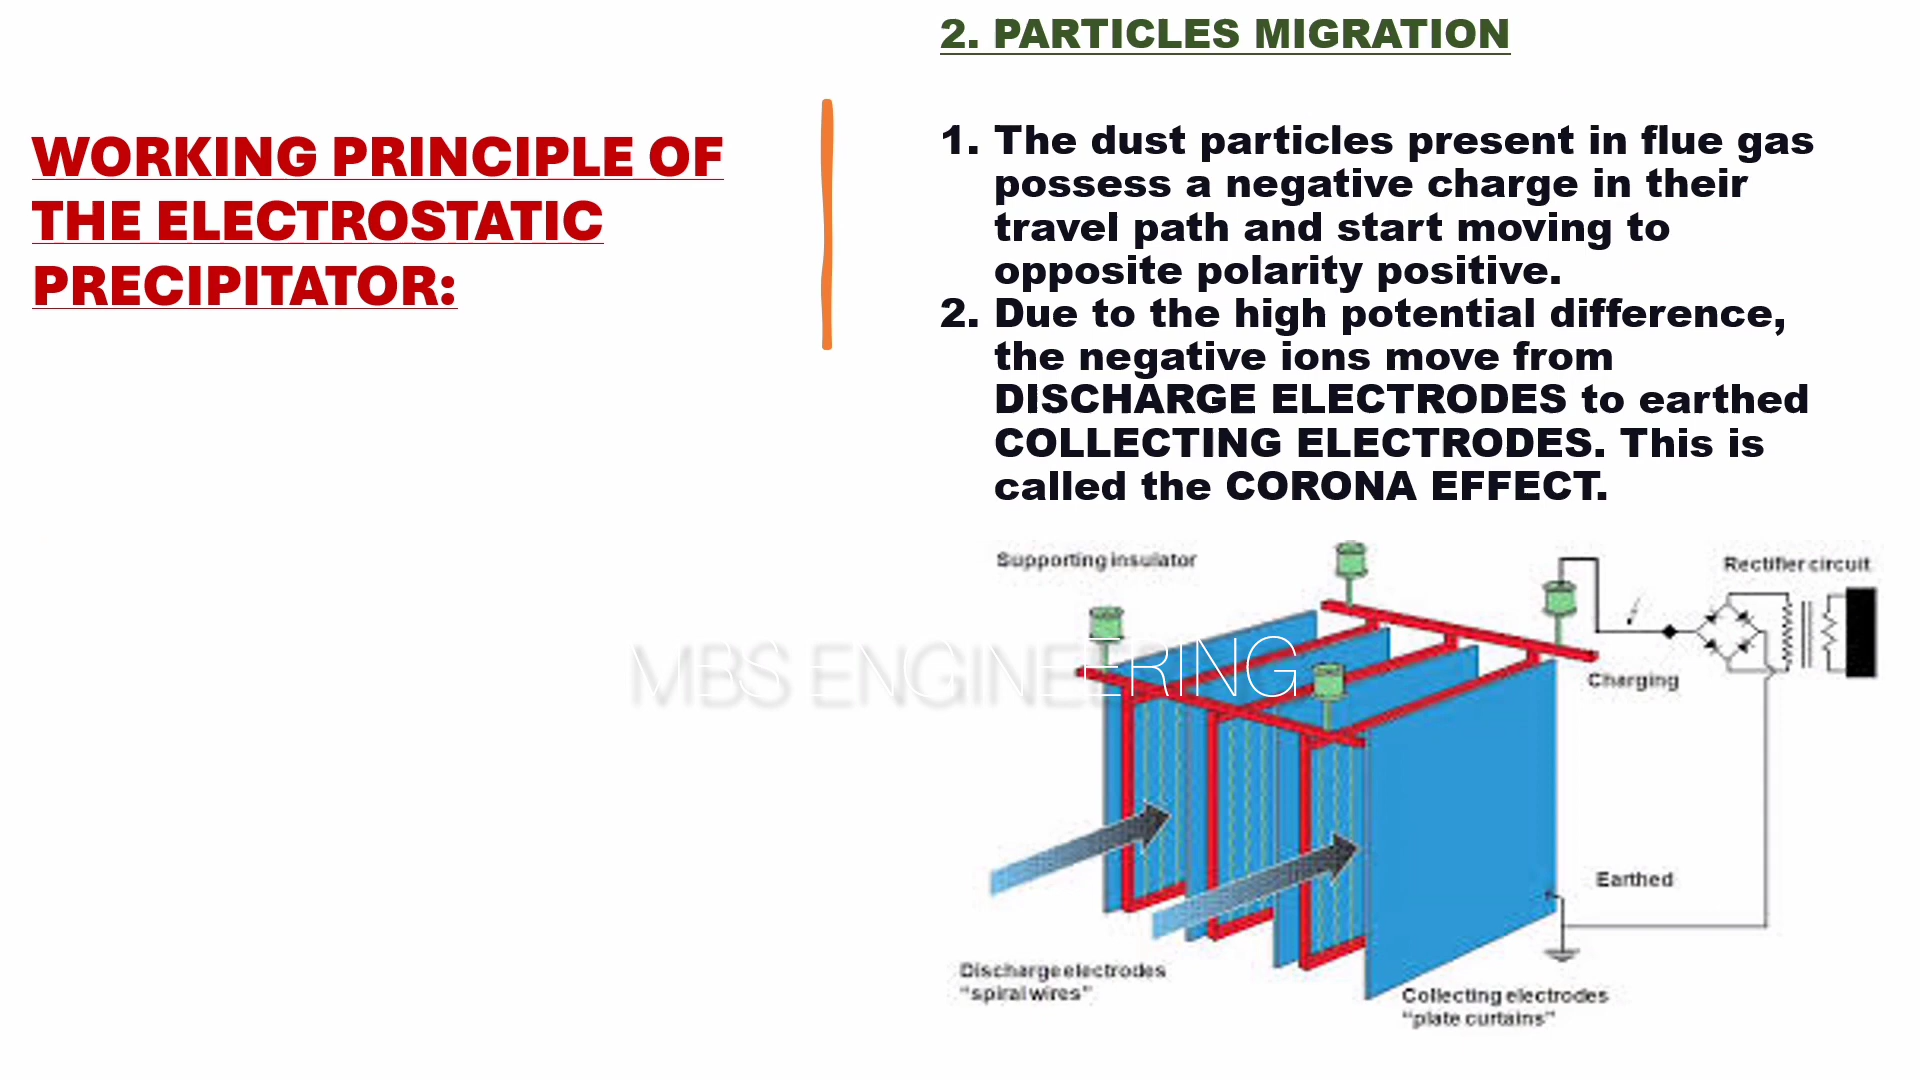 WORKING PRINCIPLE OF
THE ELECTROSTATIC
PRECIPITATOR:
2. PARTICLES MIGRATION
1. The dust particles present in flue gas
possess a negative charge in their
travel path and start moving to
opposite polarity positive.
2. Due to the high potential difference,
the negative ions move from
DISCHARGE ELECTRODES to earthed
COLLECTING ELECTRODES. This is
called the CORONA EFFECT.
Supporting insulator
Rectifier circuit
MBS ENGINEERING
Charging
Earthed
Discharge electrodes
“spiral wires”
Collecting electrodes
“plate curtains”